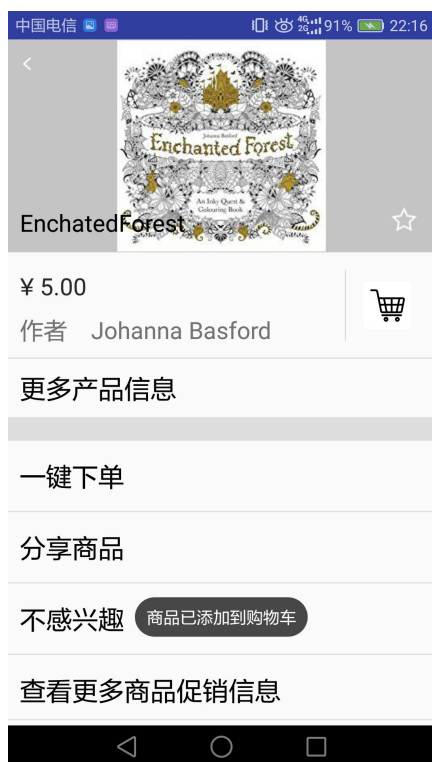 中国电信 4G 2G 91% 22:16
Johanna Basford
Enchanted Forest
An Inky Quest &
Colouring Book
EnchatedForest
¥ 5.00
作者 Johanna Basford
更多产品信息
一键下单
分享商品
不感兴趣 商品已添加到购物车
查看更多商品促销信息